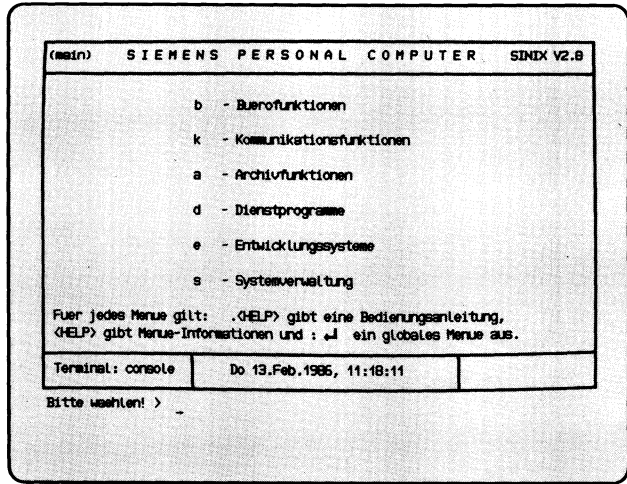 (main) SIEMENS PERSONAL COMPUTER SINIX V2.0
b - Buerofunktionen
k - Kommunikationsfunktionen
a - Archivfunktionen
d - Dienstprogramme
e - Entwicklungssysteme
s - Systemverwaltung
Fuer jedes Menue gilt: .<HELP> gibt eine Bedienungsanleitung,
<HELP> gibt Menue-Informationen und : ↵ ein globales Menue aus.
Terminal: console Do 13.Feb.1986, 11:18:11
Bitte waehlen! > _